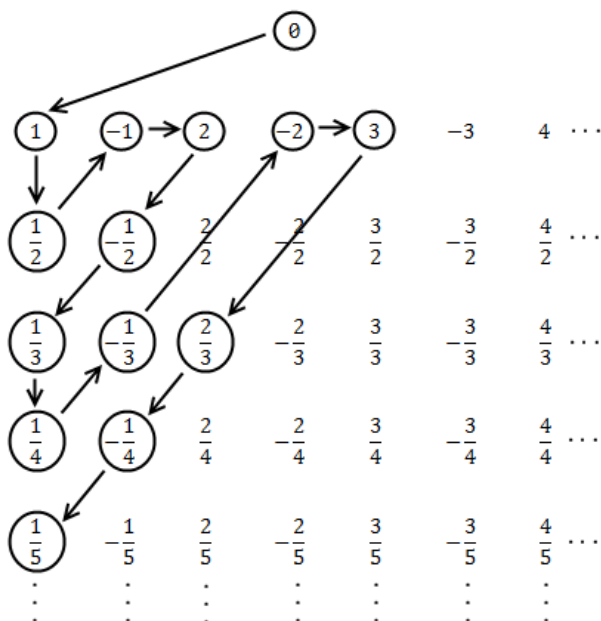 0
1 −1 2 −2 3 −3 4 ⋯
1/2 −1/2 2/2 −2/2 3/2 −3/2 4/2 ⋯
1/3 −1/3 2/3 −2/3 3/3 −3/3 4/3 ⋯
1/4 −1/4 2/4 −2/4 3/4 −3/4 4/4 ⋯
1/5 −1/5 2/5 −2/5 3/5 −3/5 4/5 ⋯
⋮ ⋮ ⋮ ⋮ ⋮ ⋮ ⋮